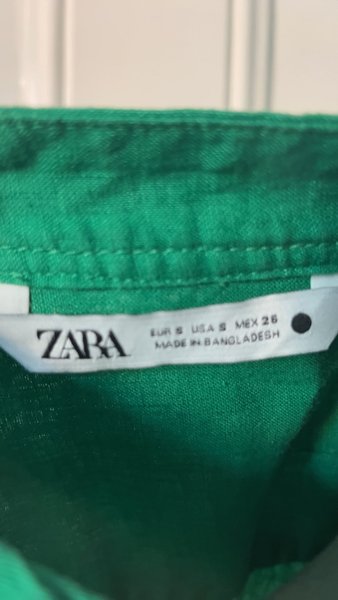 ZARA
EUR S USA S MEX 26
MADE IN BANGLADESH